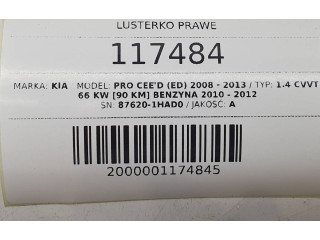 LUSTERKO PRAWE
117484
MARKA: KIA MODEL: PRO CEE'D (ED) 2008 - 2013 / TYP: 1.4 CVVT
66 KW [90 KM] BENZYNA 2010 - 2012
SN: 87620-1HAD0 / JAKOŚĆ: A
2000001174845